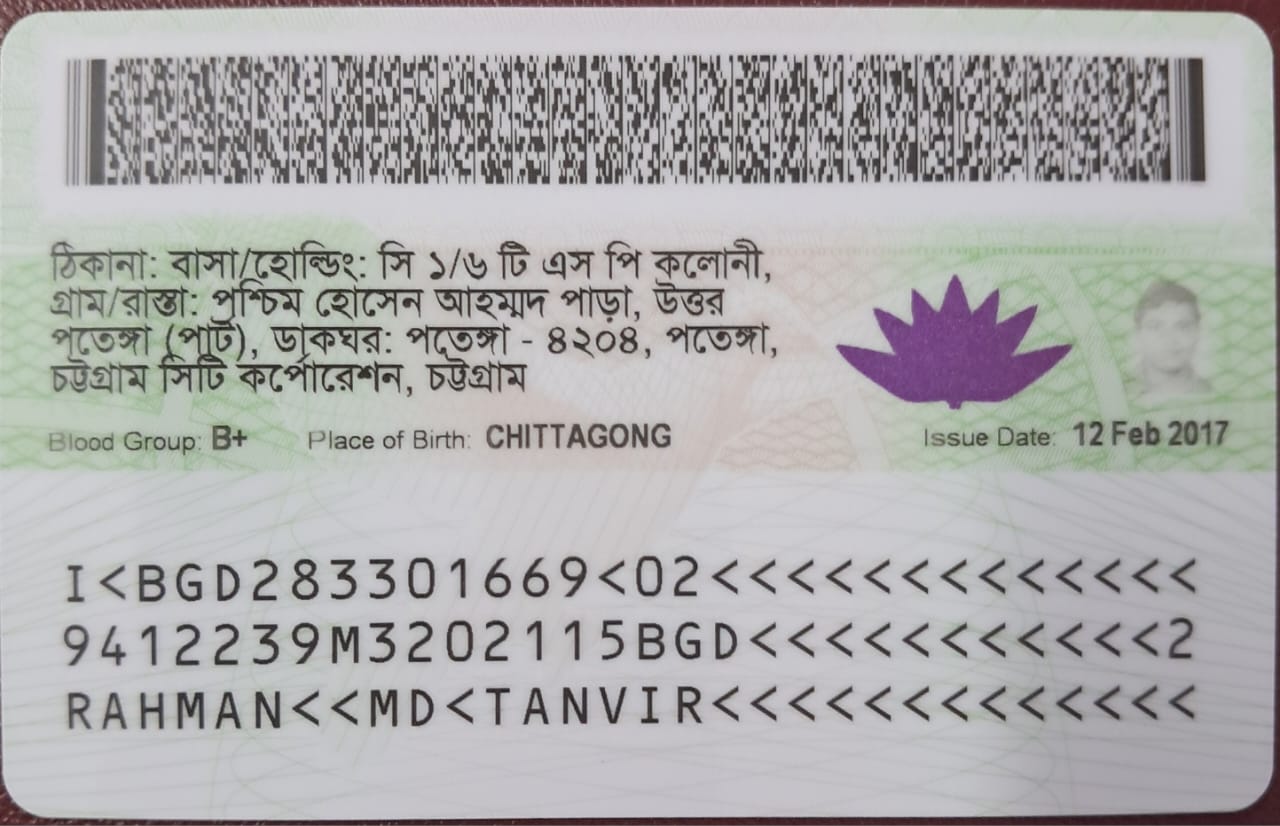 ঠিকানা: বাসা/হোল্ডিং: সি ১/৬ টি এস পি কলোনী,
গ্রাম/রাস্তা: পশ্চিম হোসেন আহম্মদ পাড়া, উত্তর
পতেঙ্গা (পার্ট), ডাকঘর: পতেঙ্গা - ৪২০৪, পতেঙ্গা,
চট্টগ্রাম সিটি কর্পোরেশন, চট্টগ্রাম
Blood Group: B+ Place of Birth: CHITTAGONG Issue Date: 12 Feb 2017
I<BGD283301669<02<<<<<<<<<<<<<
9412239M3202115BGD<<<<<<<<<<<2
RAHMAN<<MD<TANVIR<<<<<<<<<<<<<